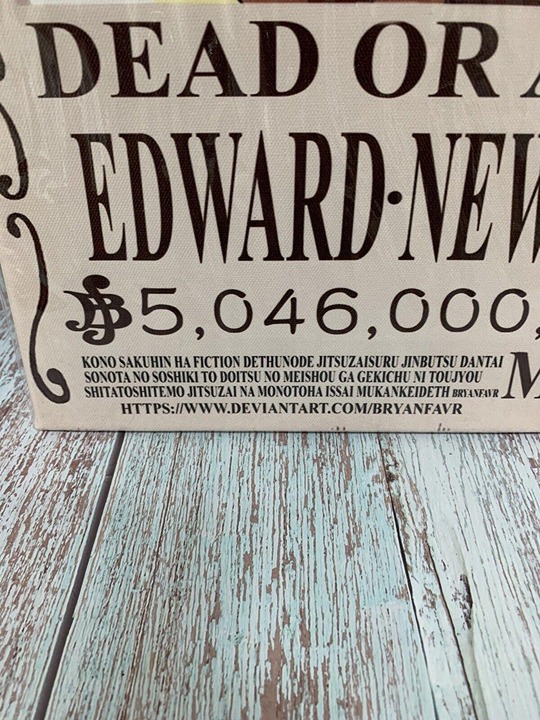 DEAD OR A
EDWARD·NEW
฿5,046,000,
KONO SAKUHIN HA FICTION DETHUNODE JITSUZAISURU JINBUTSU DANTAI
SONOTA NO SOSHIKI TO DOITSU NO MEISHOU GA GEKICHU NI TOUJYOU
SHITATOSHITEMO JITSUZAI NA MONOTOHA ISSAI MUKANKEIDETH BRYANFAVR M
HTTPS://WWW.DEVIANTART.COM/BRYANFAVR